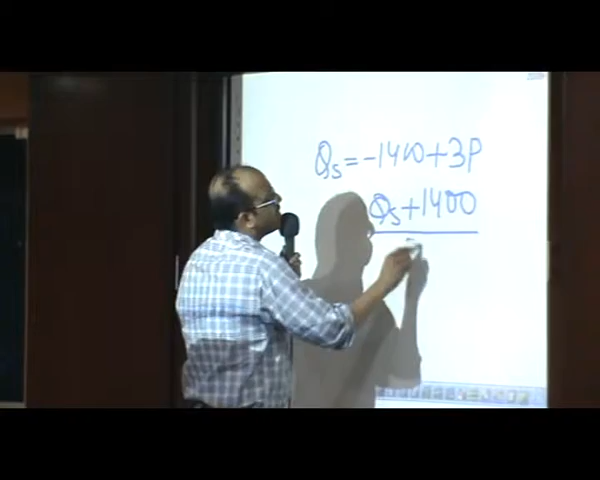 Qs = -1400 + 3P
Qs + 1400